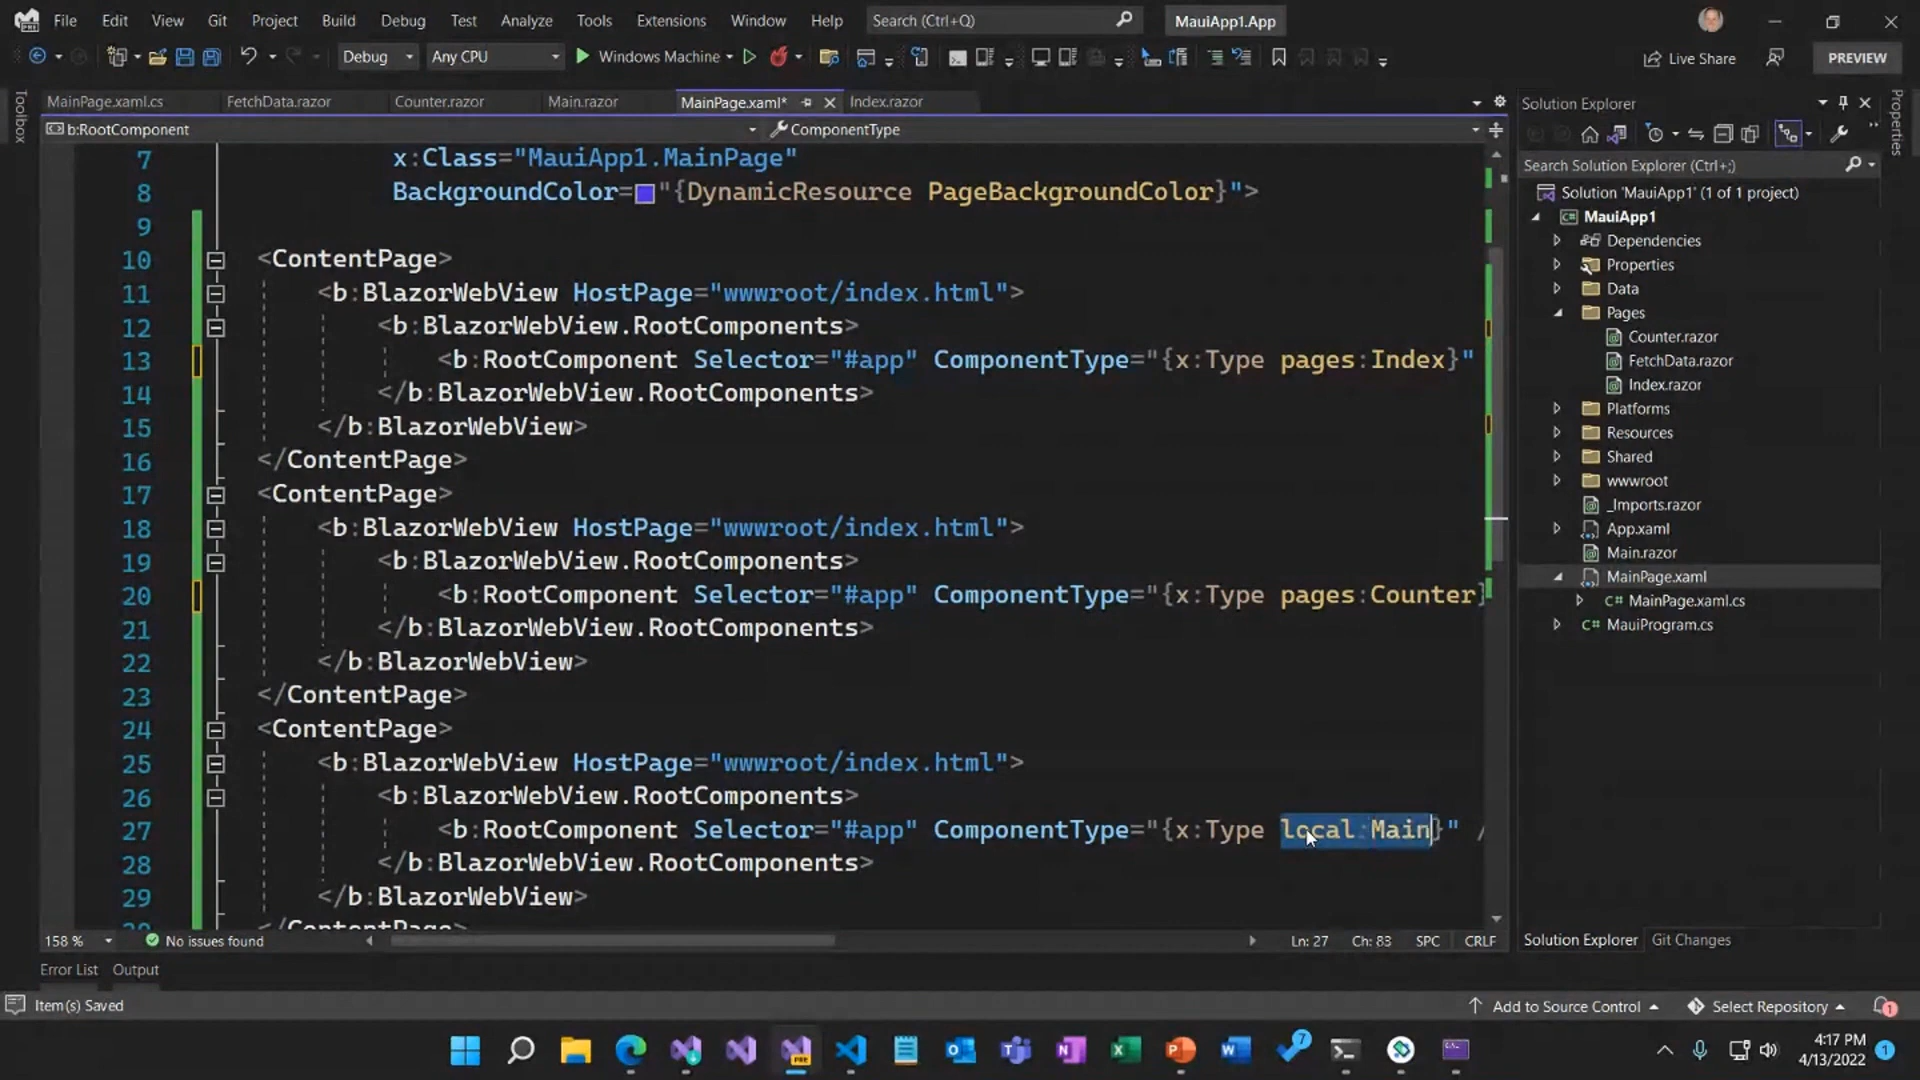 File Edit View Git Project Build Debug Test Analyze Tools Extensions Window Help Search (Ctrl+Q) MauiApp1.App
Debug Any CPU Windows Machine Live Share PREVIEW
Toolbox
MainPage.xaml.cs FetchData.razor Counter.razor Main.razor MainPage.xaml* Index.razor
b:RootComponent ComponentType
7 x:Class="MauiApp1.MainPage"
8 BackgroundColor="{DynamicResource PageBackgroundColor}">
9
10 <ContentPage>
11 <b:BlazorWebView HostPage="wwwroot/index.html">
12 <b:BlazorWebView.RootComponents>
13 <b:RootComponent Selector="#app" ComponentType="{x:Type pages:Index}"
14 </b:BlazorWebView.RootComponents>
15 </b:BlazorWebView>
16 </ContentPage>
17 <ContentPage>
18 <b:BlazorWebView HostPage="wwwroot/index.html">
19 <b:BlazorWebView.RootComponents>
20 <b:RootComponent Selector="#app" ComponentType="{x:Type pages:Counter}
21 </b:BlazorWebView.RootComponents>
22 </b:BlazorWebView>
23 </ContentPage>
24 <ContentPage>
25 <b:BlazorWebView HostPage="wwwroot/index.html">
26 <b:BlazorWebView.RootComponents>
27 <b:RootComponent Selector="#app" ComponentType="{x:Type local:Main}" /
28 </b:BlazorWebView.RootComponents>
29 </b:BlazorWebView>
30 </ContentPage>
158 % No issues found Ln: 27 Ch: 83 SPC CRLF
Error List Output
Solution Explorer
Search Solution Explorer (Ctrl+;)
Solution 'MauiApp1' (1 of 1 project)
MauiApp1
Dependencies
Properties
Data
Pages
Counter.razor
FetchData.razor
Index.razor
Platforms
Resources
Shared
wwwroot
_Imports.razor
App.xaml
Main.razor
MainPage.xaml
MainPage.xaml.cs
MauiProgram.cs
Solution Explorer Git Changes
Properties
Item(s) Saved Add to Source Control Select Repository 1
PRE 7 4:17 PM
4/13/2022 1